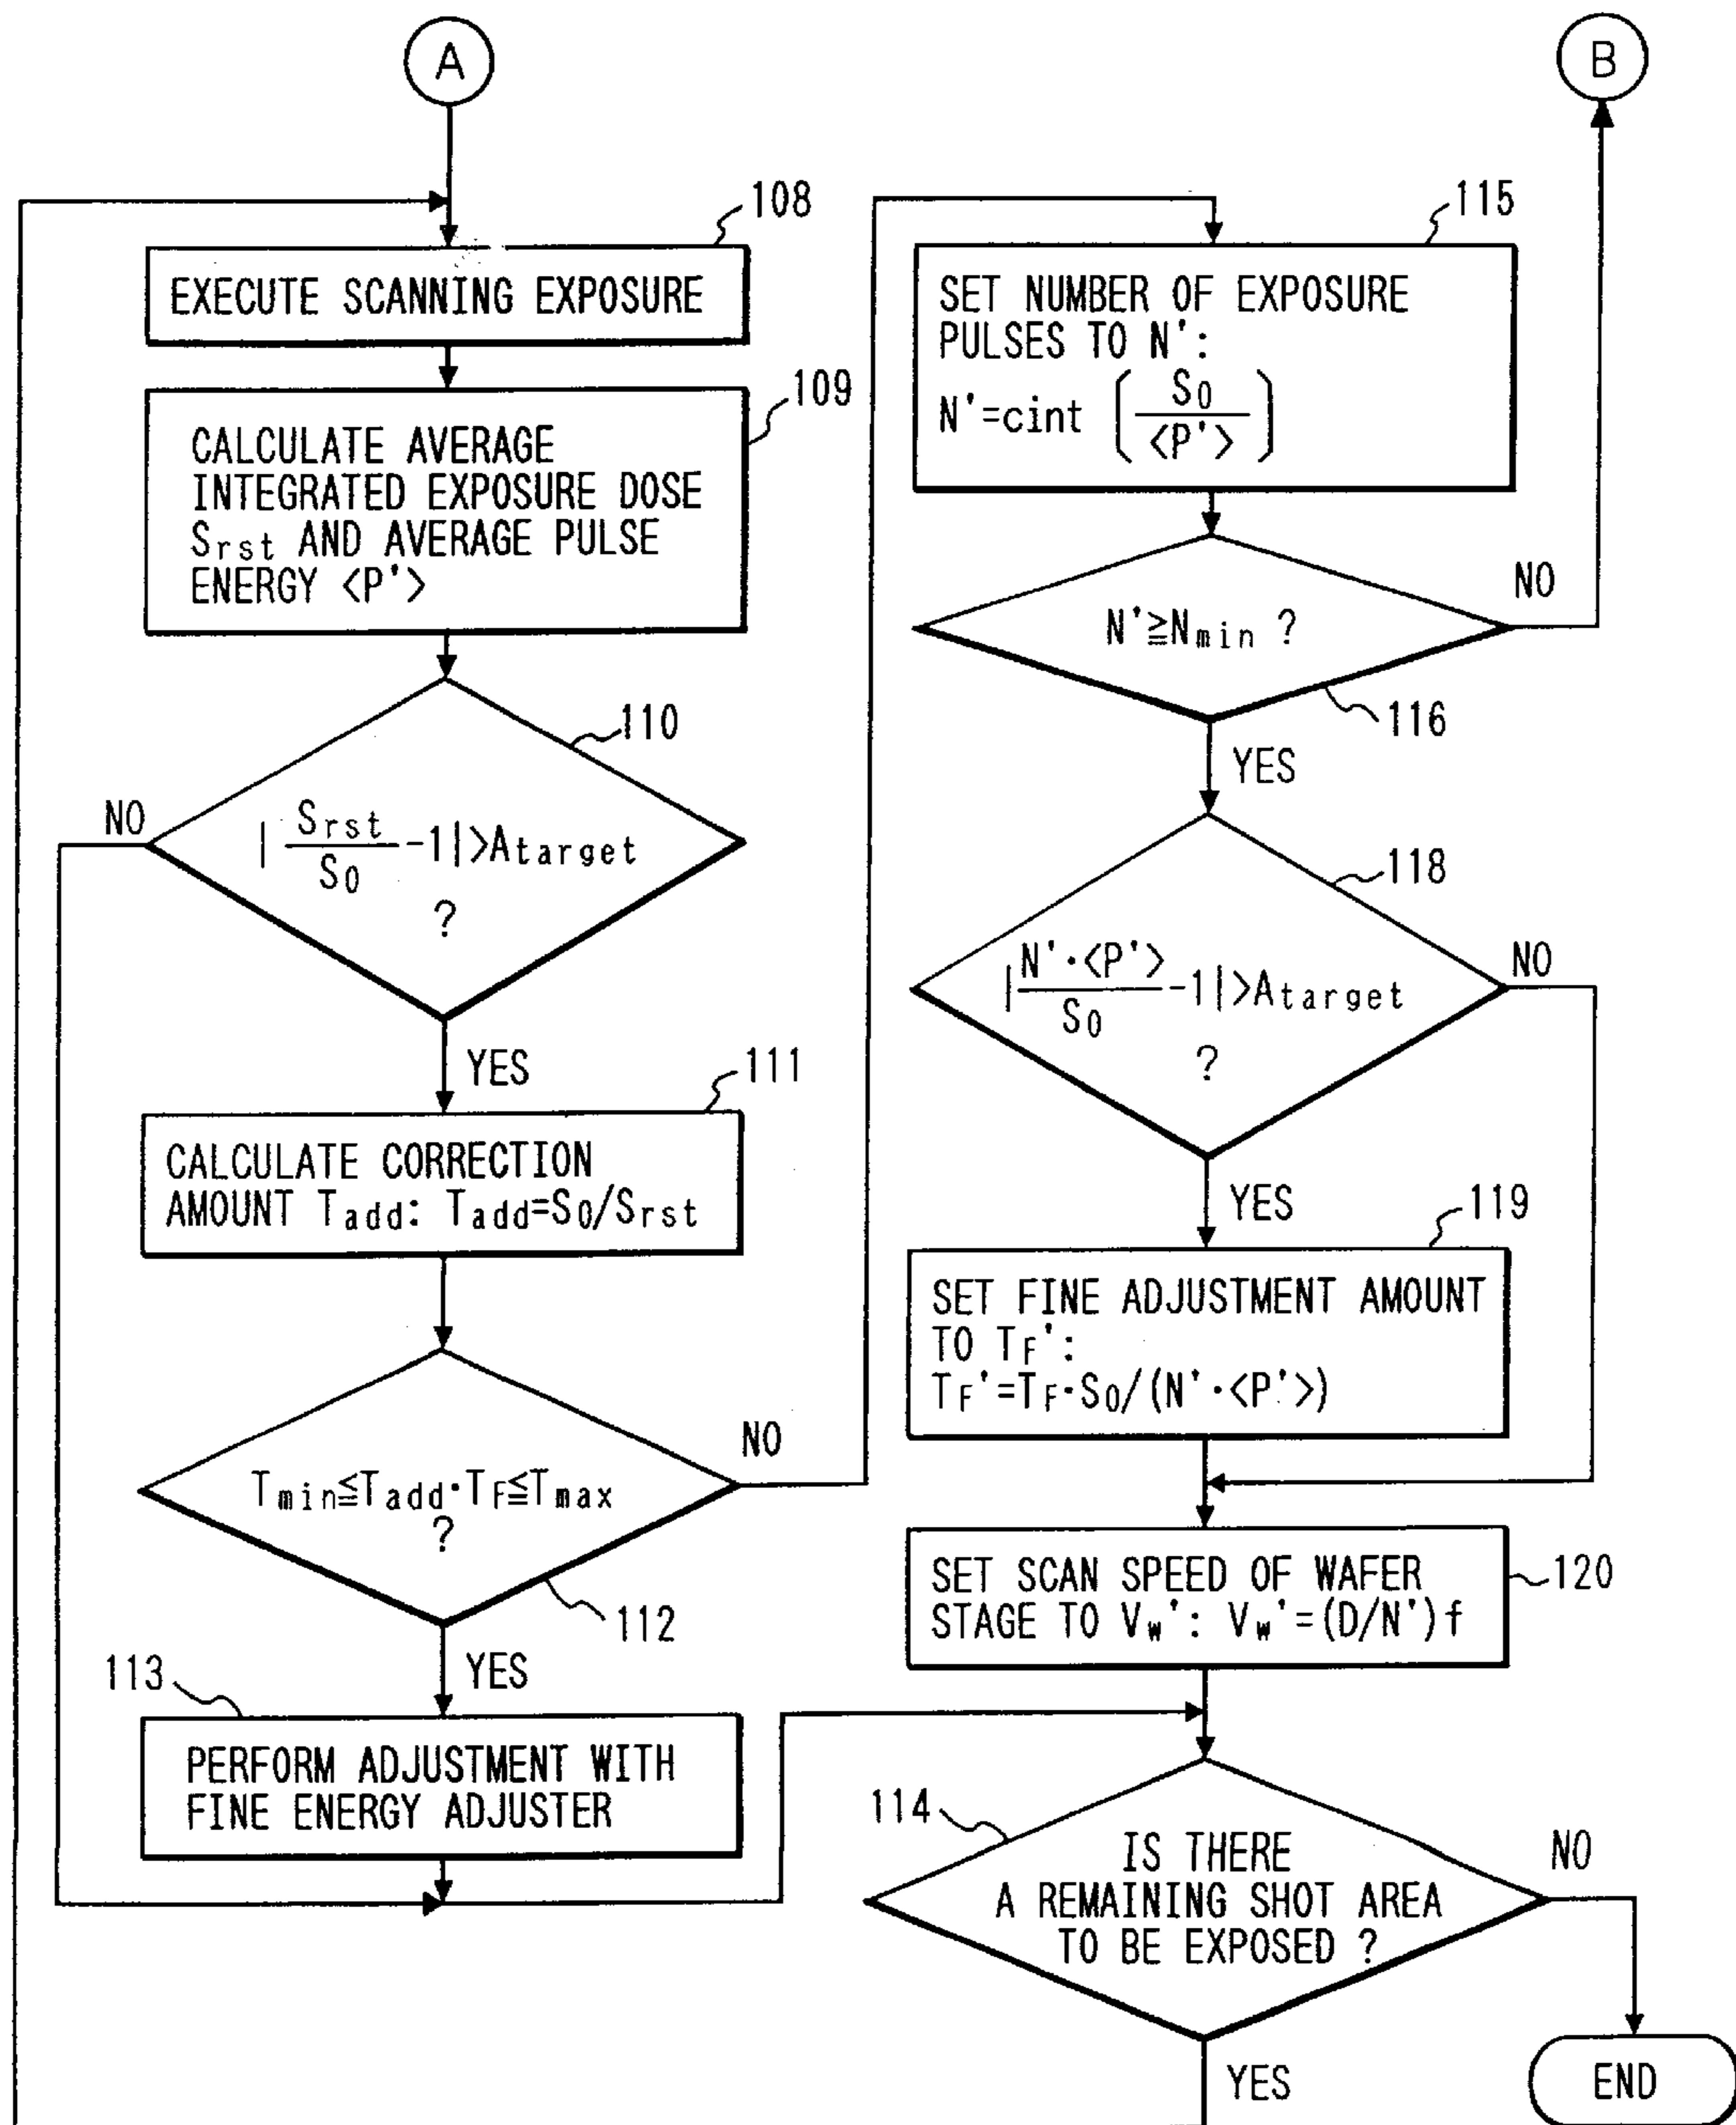 A
108
EXECUTE SCANNING EXPOSURE
109
CALCULATE AVERAGE
INTEGRATED EXPOSURE DOSE
Srst AND AVERAGE PULSE
ENERGY <P'>
110
NO
| Srst/S0 -1|>Atarget
?
YES
111
CALCULATE CORRECTION
AMOUNT Tadd: Tadd=S0/Srst
NO
Tmin≦Tadd·TF≦Tmax
?
112
YES
113
PERFORM ADJUSTMENT WITH
FINE ENERGY ADJUSTER
B
115
SET NUMBER OF EXPOSURE
PULSES TO N':
N'=cint (S0/<P'>)
NO
N'≧Nmin ?
116
YES
118
NO
|N'·<P'>/S0 -1|>Atarget
?
YES
119
SET FINE ADJUSTMENT AMOUNT
TO TF':
TF'=TF·S0/(N'·<P'>)
120
SET SCAN SPEED OF WAFER
STAGE TO Vw': Vw'=(D/N')f
114
NO
IS THERE
A REMAINING SHOT AREA
TO BE EXPOSED ?
YES
END